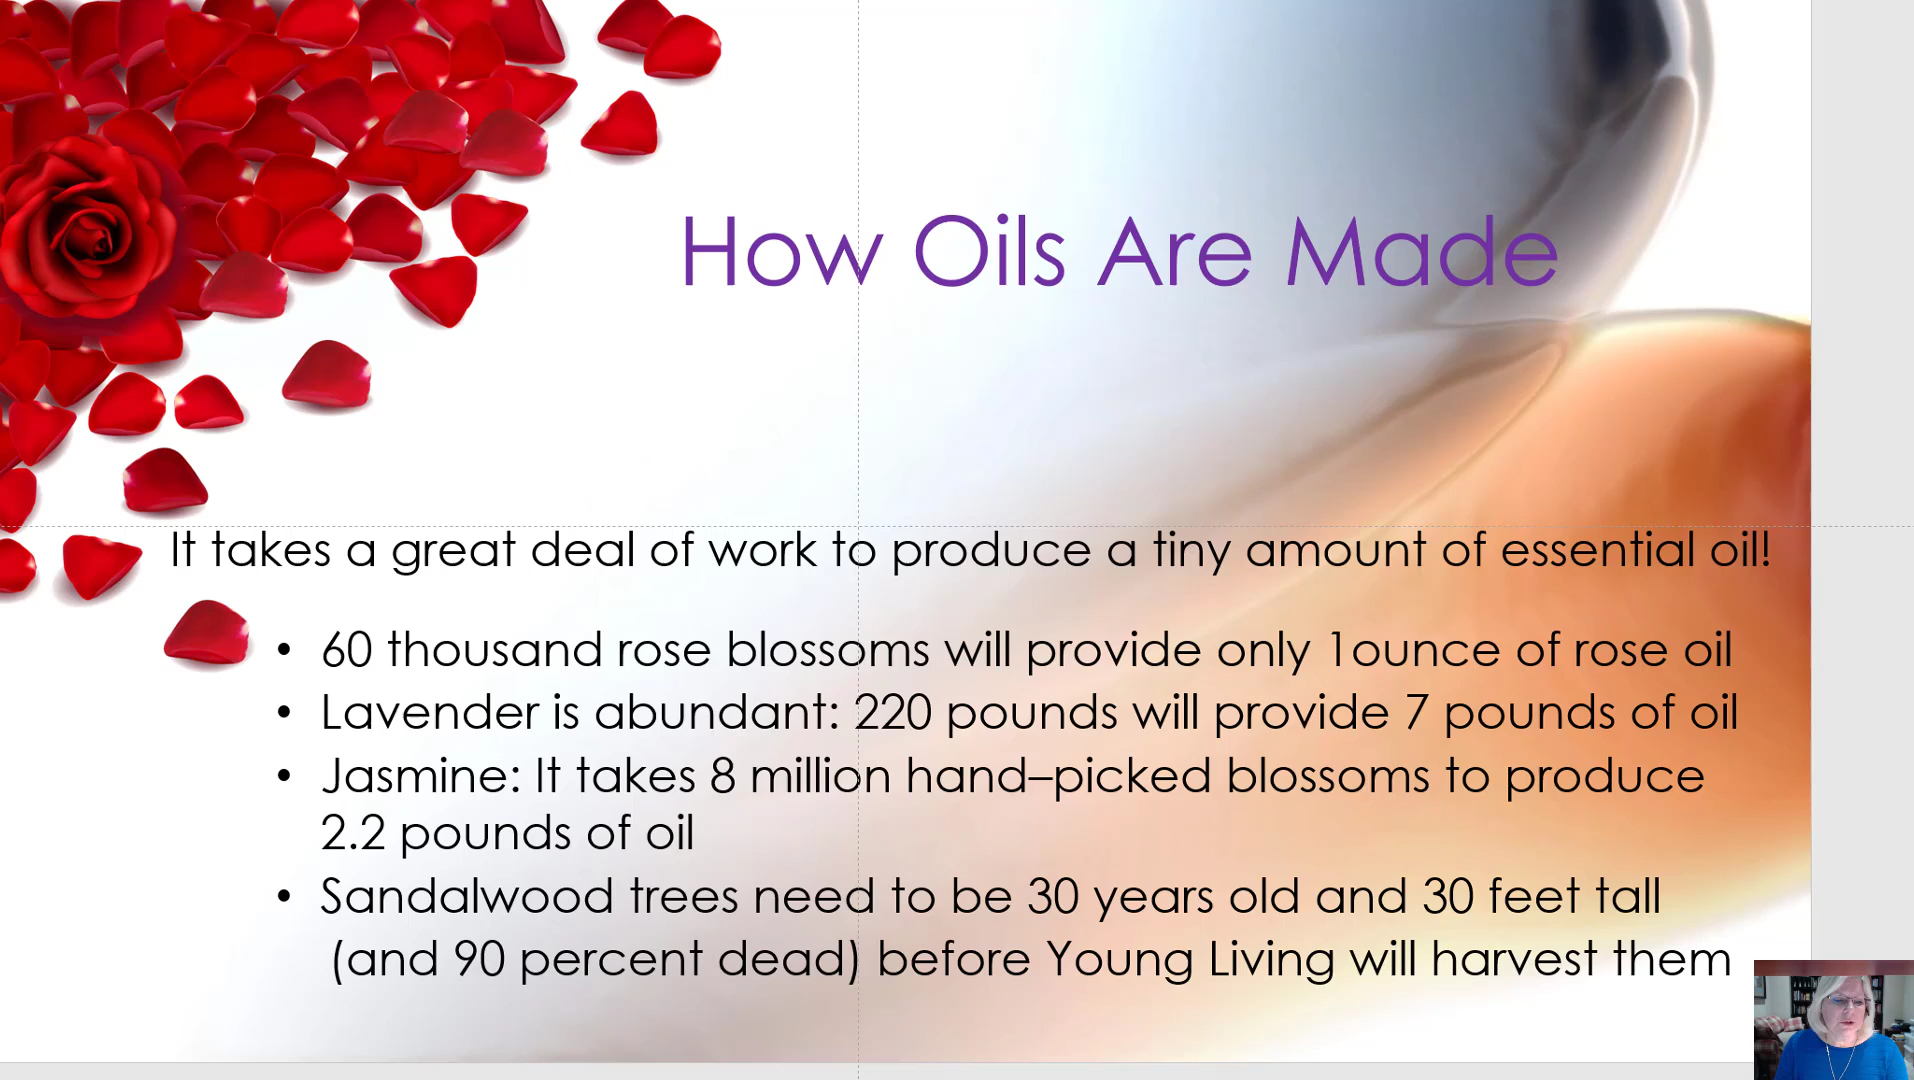 How Oils Are Made
It takes a great deal of work to produce a tiny amount of essential oil!
• 60 thousand rose blossoms will provide only 1ounce of rose oil
• Lavender is abundant: 220 pounds will provide 7 pounds of oil
• Jasmine: It takes 8 million hand–picked blossoms to produce
2.2 pounds of oil
• Sandalwood trees need to be 30 years old and 30 feet tall
(and 90 percent dead) before Young Living will harvest them